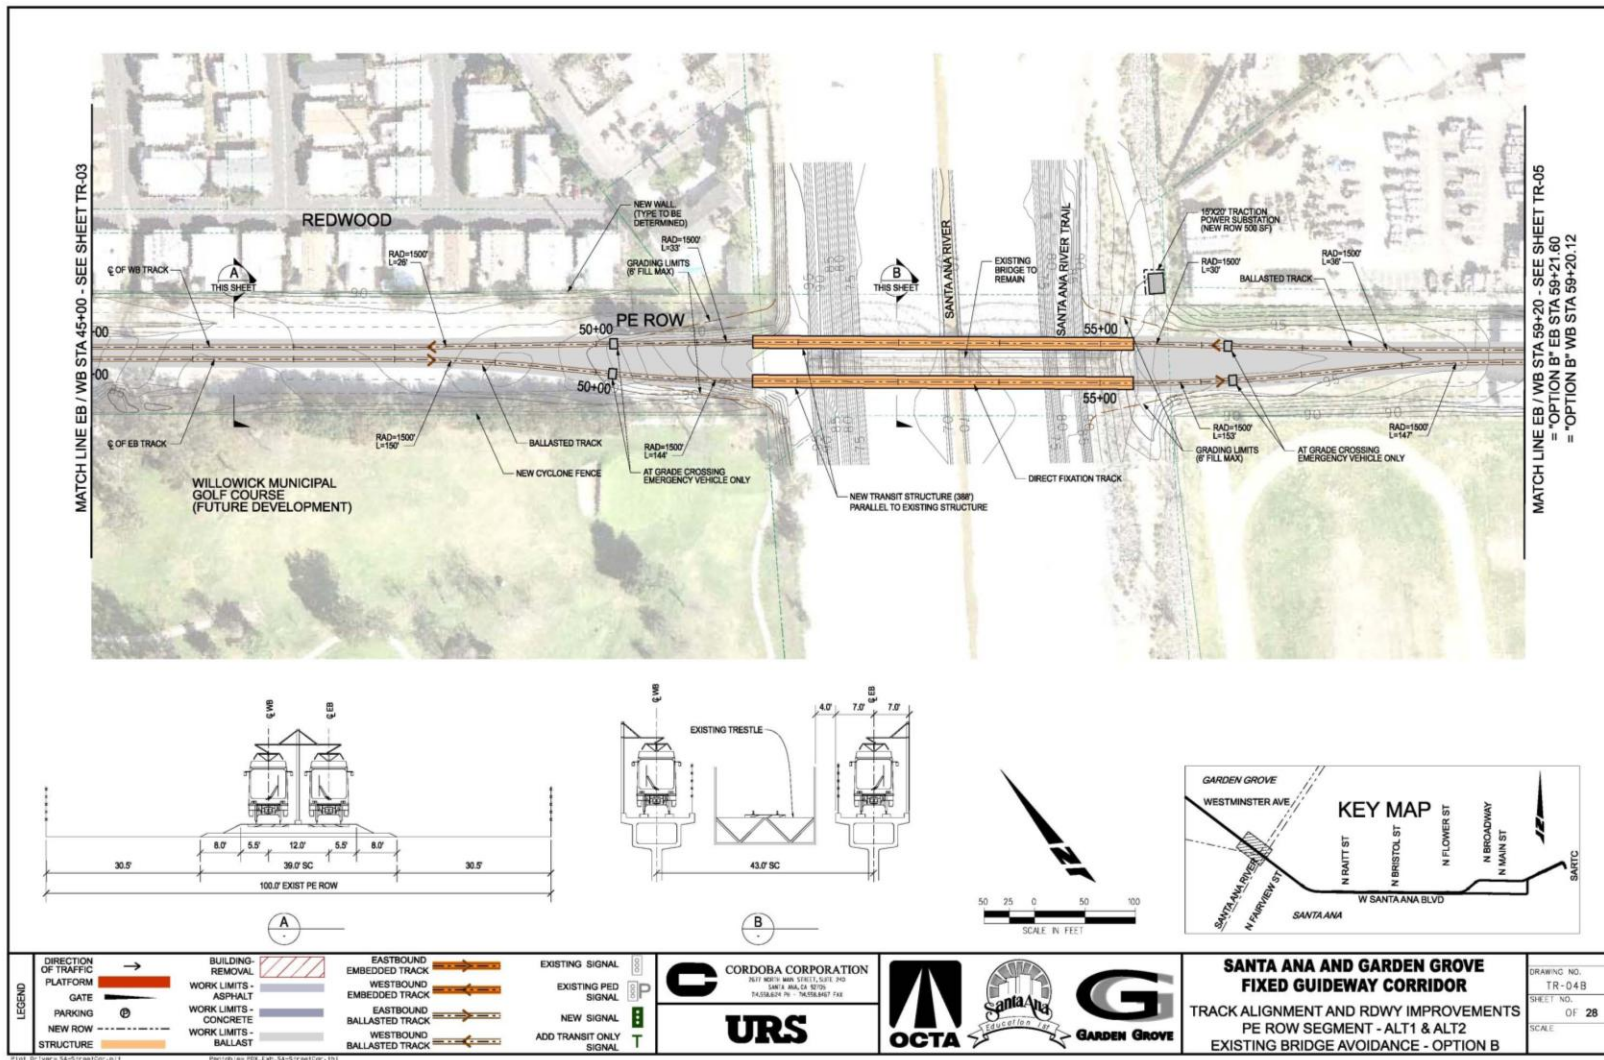 MATCH LINE EB / WB STA 45+00 - SEE SHEET TR-03
REDWOOD
NEW WALL
(TYPE TO BE
DETERMINED)
℄ OF WB TRACK
A
THIS SHEET
RAD=1500'
L=26'
RAD=1500'
L=33'
GRADING LIMITS
(6' FILL MAX)
SANTA ANA RIVER
SANTA ANA RIVER TRAIL
EXISTING
BRIDGE TO
REMAIN
B
THIS SHEET
15'X20' TRACTION
POWER SUBSTATION
(NEW ROW 500 SF)
RAD=1500'
L=30'
RAD=1500'
L=36'
BALLASTED TRACK
MATCH LINE EB / WB STA 59+20 - SEE SHEET TR-05
= "OPTION B" EB STA 59+21.60
= "OPTION B" WB STA 59+20.12
00
00
50+00
PE ROW
50+00
55+00
55+00
℄ OF EB TRACK
RAD=1500'
L=150'
BALLASTED TRACK
NEW CYCLONE FENCE
RAD=1500'
L=144'
AT GRADE CROSSING
EMERGENCY VEHICLE ONLY
WILLOWICK MUNICIPAL
GOLF COURSE
(FUTURE DEVELOPMENT)
NEW TRANSIT STRUCTURE (388')
PARALLEL TO EXISTING STRUCTURE
DIRECT FIXATION TRACK
RAD=1500'
L=153'
GRADING LIMITS
(6' FILL MAX)
AT GRADE CROSSING
EMERGENCY VEHICLE ONLY
RAD=1500'
L=147'
℄ WB
℄ EB
8.0' 5.5' 12.0' 5.5' 8.0'
30.5' 39.0' SC 30.5'
100.0' EXIST PE ROW
A
-
℄ WB
EXISTING TRESTLE
℄ EB
4.0' 7.0' 7.0'
43.0' SC
B
-
N
50 25 0 50 100
SCALE IN FEET
GARDEN GROVE
WESTMINSTER AVE
KEY MAP
SANTA ANA RIVER
N FAIRVIEW ST
N RAITT ST
N BRISTOL ST
N FLOWER ST
N BROADWAY
N MAIN ST
SARTC
W SANTA ANA BLVD
SANTA ANA
N
LEGEND
DIRECTION
OF TRAFFIC
PLATFORM
GATE
PARKING
P
NEW ROW
STRUCTURE
BUILDING-
REMOVAL
WORK LIMITS -
ASPHALT
WORK LIMITS -
CONCRETE
WORK LIMITS -
BALLAST
EASTBOUND
EMBEDDED TRACK
WESTBOUND
EMBEDDED TRACK
EASTBOUND
BALLASTED TRACK
WESTBOUND
BALLASTED TRACK
EXISTING SIGNAL
EXISTING PED
SIGNAL
P
NEW SIGNAL
ADD TRANSIT ONLY
SIGNAL
T
CORDOBA CORPORATION
SANTA ANA, CA
URS
OCTA
Santa Ana
Education 1st
GARDEN GROVE
SANTA ANA AND GARDEN GROVE
FIXED GUIDEWAY CORRIDOR
TRACK ALIGNMENT AND RDWY IMPROVEMENTS
PE ROW SEGMENT - ALT1 & ALT2
EXISTING BRIDGE AVOIDANCE - OPTION B
DRAWING NO.
TR-04B
SHEET NO.
OF 28
SCALE